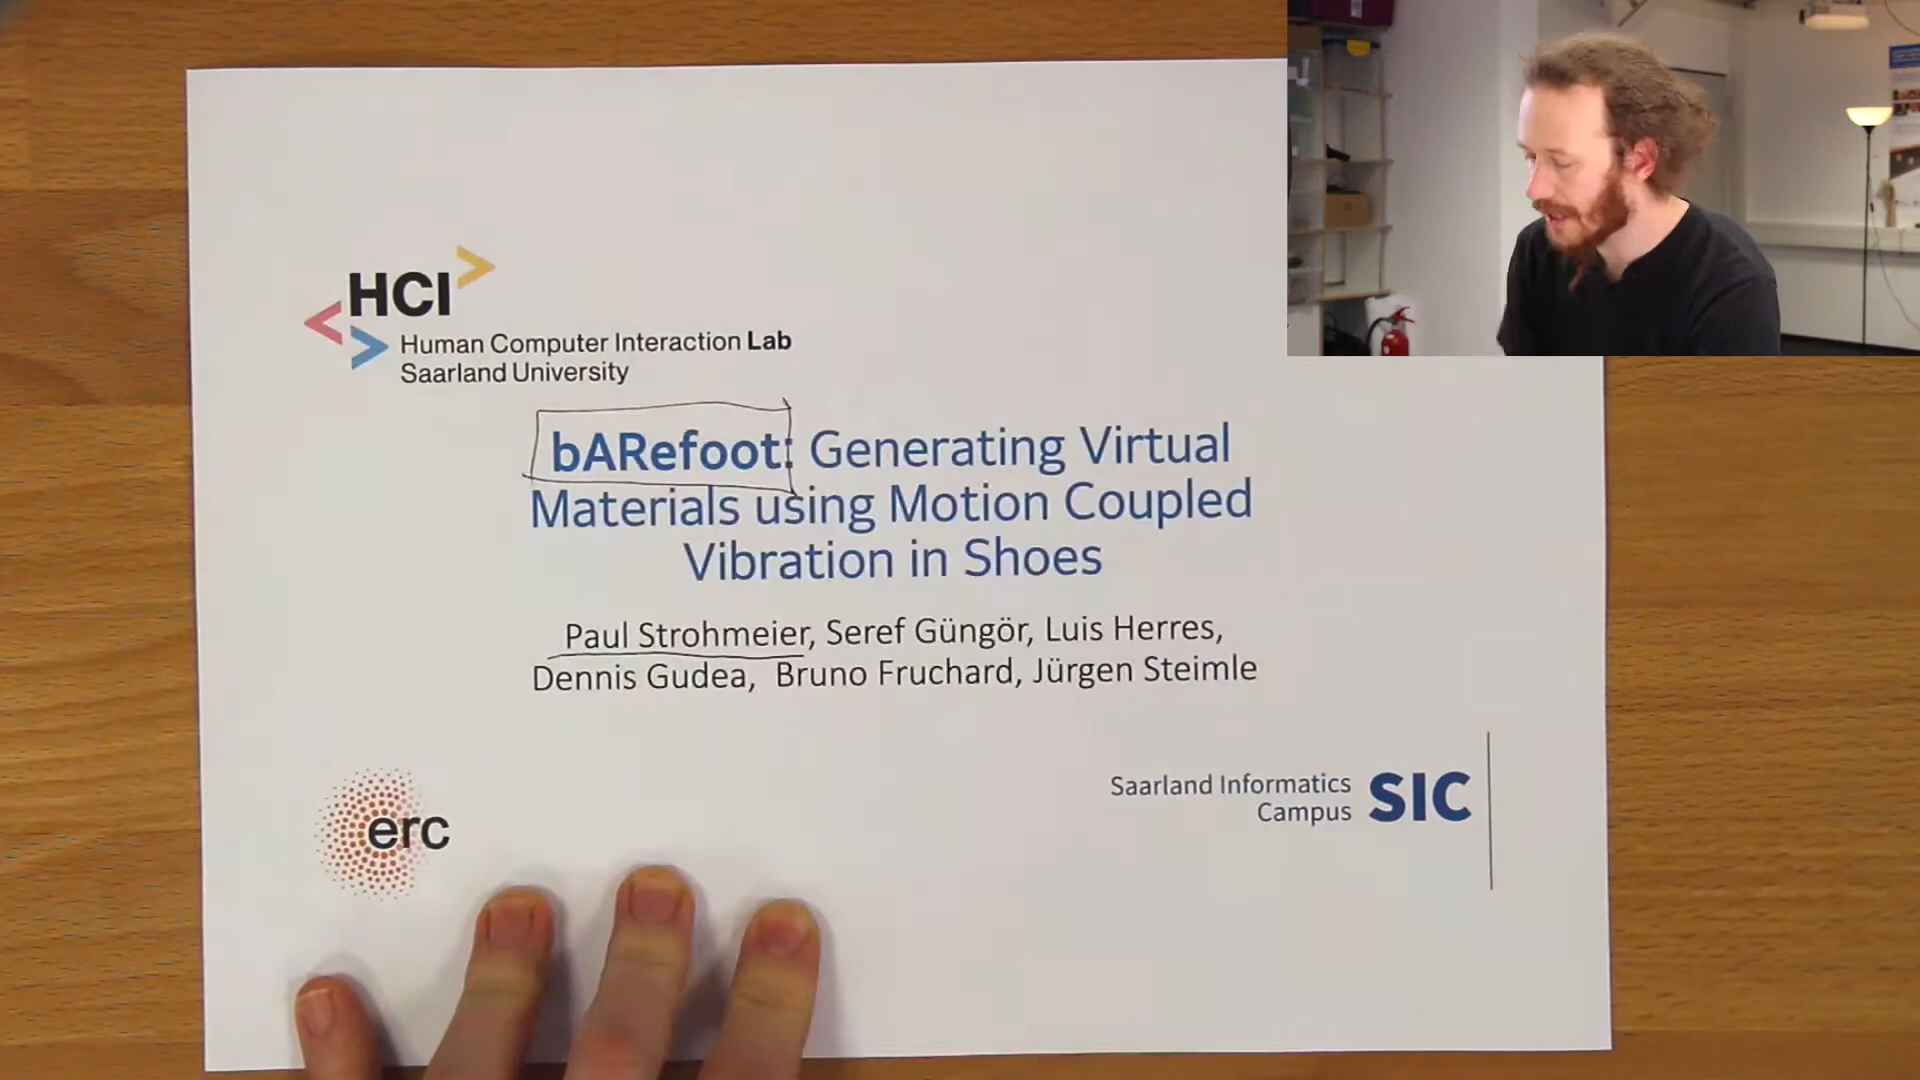 HCI
Human Computer Interaction Lab
Saarland University
bARefoot: Generating Virtual
Materials using Motion Coupled
Vibration in Shoes
Paul Strohmeier, Seref Güngör, Luis Herres,
Dennis Gudea, Bruno Fruchard, Jürgen Steimle
erc
Saarland Informatics
Campus
SIC